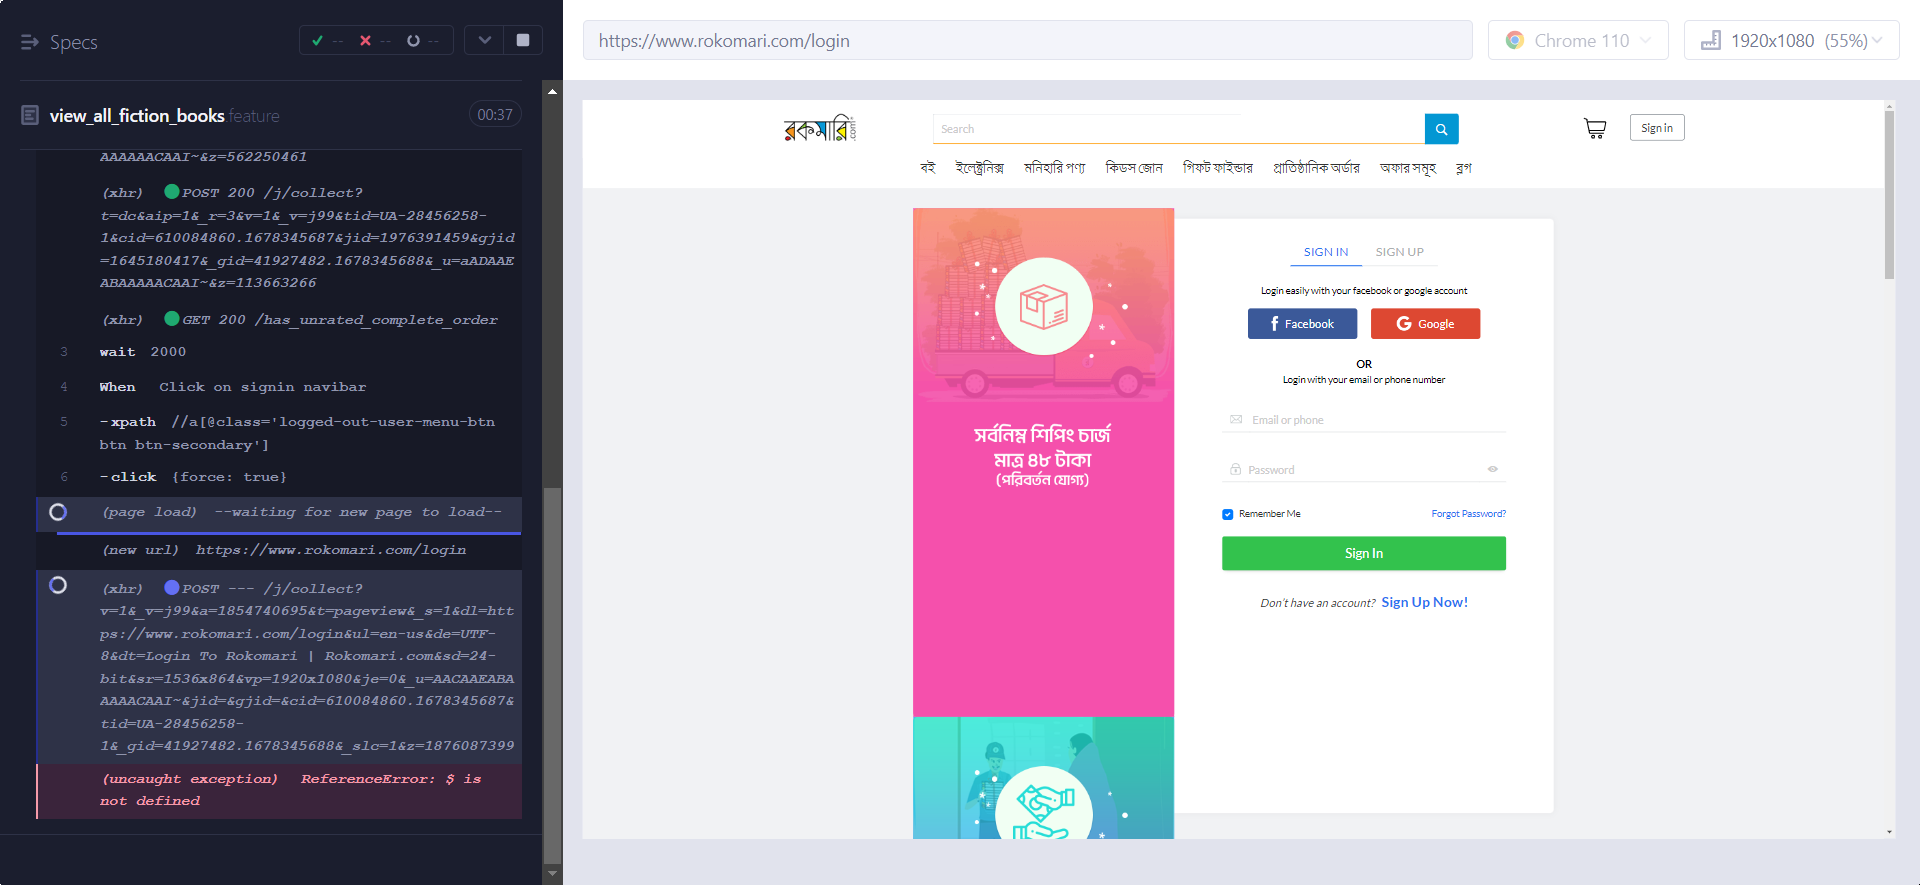 Specs
--
--
--
view_all_fiction_books.feature
00:37
AAAAAACAAI~&z=562250461
(xhr) POST 200 /j/collect?
t=dc&aip=1&_r=3&v=1&_v=j99&tid=UA-28456258-
1&cid=610084860.1678345687&jid=1976391459&gjid
=1645180417&_gid=41927482.1678345688&_u=aADAAE
ABAAAAACAAI~&z=113663266
(xhr) GET 200 /has_unrated_complete_order
3 wait 2000
4 When Click on signin navibar
5 -xpath //a[@class='logged-out-user-menu-btn
btn btn-secondary']
6 -click {force: true}
(page load) --waiting for new page to load--
(new url) https://www.rokomari.com/login
(xhr) POST --- /j/collect?
v=1&_v=j99&a=1854740695&t=pageview&_s=1&dl=htt
ps://www.rokomari.com/login&ul=en-us&de=UTF-
8&dt=Login To Rokomari | Rokomari.com&sd=24-
bit&sr=1536x864&vp=1920x1080&je=0&_u=AACAAEABA
AAAACAAI~&jid=&gjid=&cid=610084860.1678345687&
tid=UA-28456258-
1&_gid=41927482.1678345688&_slc=1&z=1876087399
(uncaught exception) ReferenceError: $ is
not defined
https://www.rokomari.com/login
Chrome 110
1920x1080 (55%)
রকমারি.com
Search
Sign in
বই ইলেক্ট্রনিক্স মনিহারি পণ্য কিডস জোন গিফট ফাইন্ডার প্রাতিষ্ঠানিক অর্ডার অফার সমূহ ব্লগ
সর্বনিম্ন শিপিং চার্জ
মাত্র ৪৮ টাকা
(পরিবর্তন যোগ্য)
SIGN IN SIGN UP
Login easily with your facebook or google account
Facebook
Google
OR
Login with your email or phone number
Email or phone
Password
Remember Me
Forgot Password?
Sign In
Don't have an account? Sign Up Now!